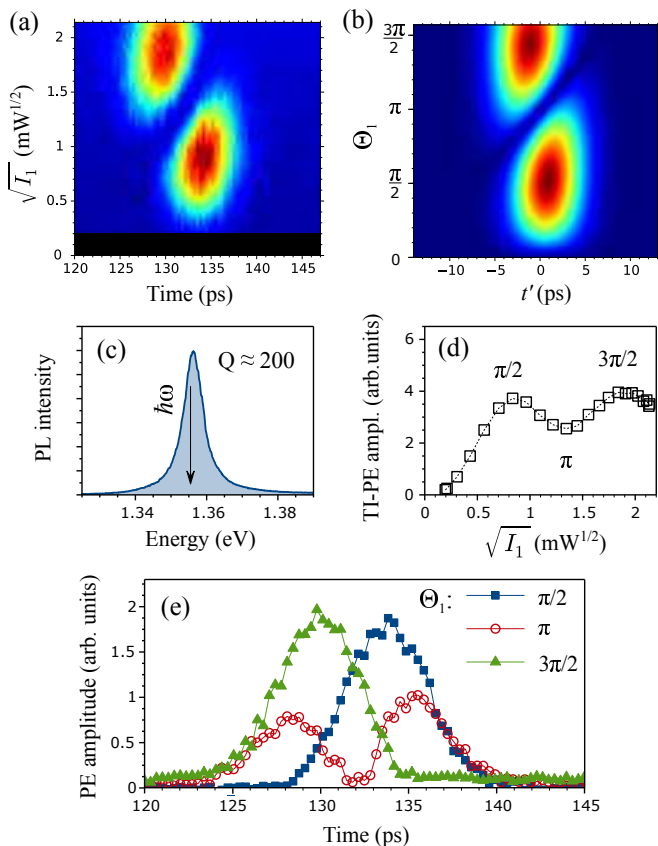 (a)
√I₁ (mW^1/2)
2
1.5
1
0.5
0
120 125 130 135 140 145
Time (ps)
(b)
Θ₁
3π/2
π
π/2
0
−10 −5 0 5 10
t′ (ps)
(c)
Q ≈ 200
ħω
PL intensity
1.34 1.36 1.38
Energy (eV)
(d)
TI-PE ampl. (arb.units)
6
4
2
0
π/2
3π/2
π
0 0.5 1 1.5 2
√I₁ (mW^1/2)
(e)
PE amplitude (arb. units)
2
1.5
1
0.5
0
Θ₁:
π/2
π
3π/2
120 125 130 135 140 145
Time (ps)